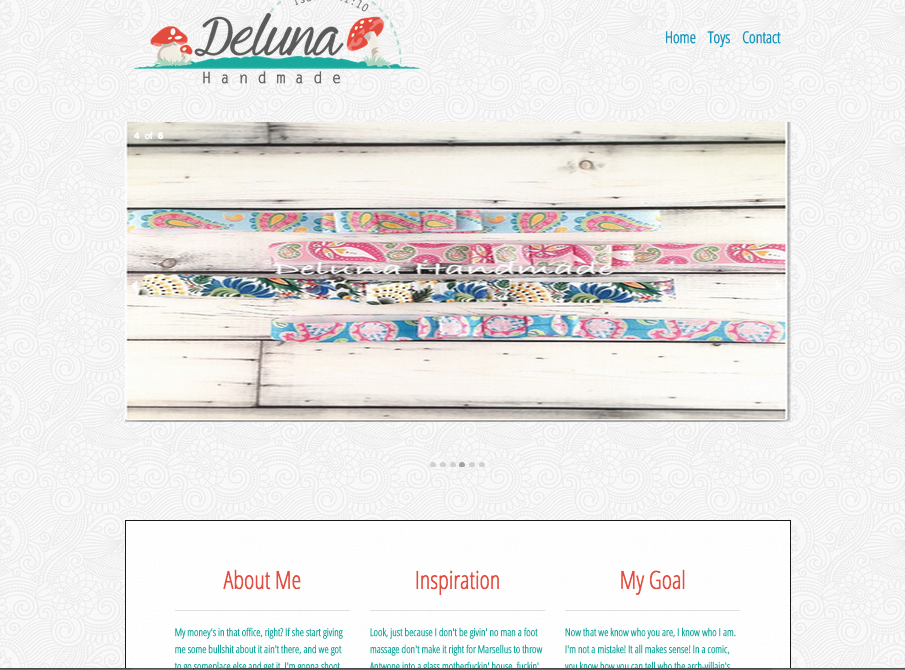 Deluna
Handmade
Home Toys Contact
4 of 6
Deluna Handmade
About Me
My money's in that office, right? If she start giving
me some bullshit about it ain't there, and we got
to go someplace else and get it, I'm gonna shoot
Inspiration
Look, just because I don't be givin' no man a foot
massage don't make it right for Marsellus to throw
Antwone into a glass motherfuckin' house, fuckin'
My Goal
Now that we know who you are, I know who I am.
I'm not a mistake! It all makes sense! In a comic,
you know how you can tell who the arch-villain's